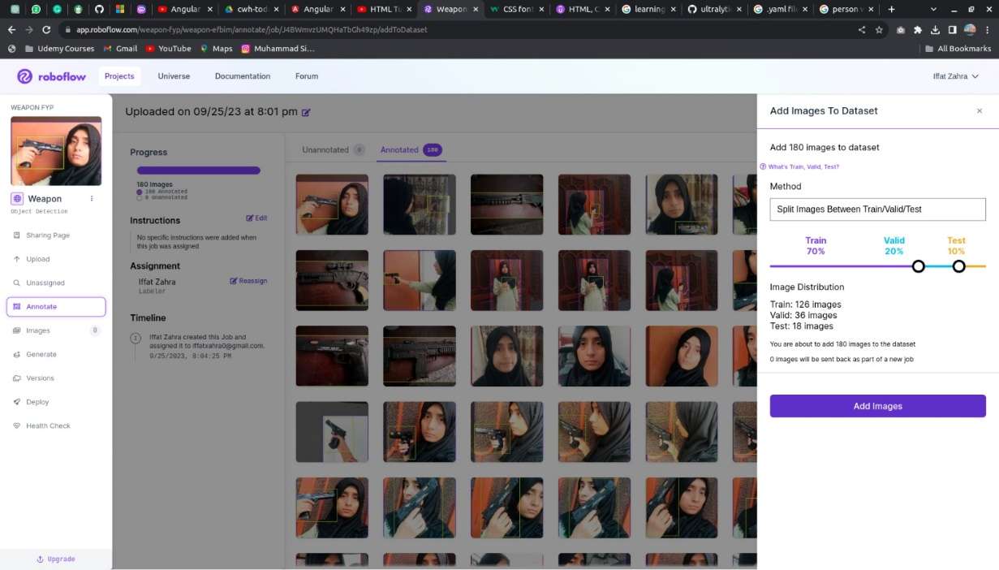 Angular
cwh-tod
Angular
HTML Tu
Weapon
CSS font
HTML, C
learning
ultralytic
.yaml fil
person v
app.roboflow.com/weapon-fyp/weapon-efbim/annotate/job/J4BWmvzUMQHaTbGh49zp/addToDataset
Udemy Courses
Gmail
YouTube
Maps
Muhammad Si...
All Bookmarks
roboflow
Projects
Universe
Documentation
Forum
Iffat Zahra
WEAPON FYP
Weapon
Object Detection
Sharing Page
Upload
Unassigned
Annotate
Images 0
Generate
Versions
Deploy
Health Check
Upgrade
Uploaded on 09/25/23 at 8:01 pm
Progress
180 Images
180 Annotated
0 Unannotated
Instructions
Edit
No specific instructions were added when
this job was assigned
Assignment
Iffat Zahra
Reassign
Labeler
Timeline
Iffat Zahra created this Job and
assigned it to iffatxahra0@gmail.com.
9/25/2023, 8:04:25 PM
Unannotated 0
Annotated 180
Add Images To Dataset
Add 180 images to dataset
What's Train, Valid, Test?
Method
Split Images Between Train/Valid/Test
Train Valid Test
70% 20% 10%
Image Distribution
Train: 126 images
Valid: 36 images
Test: 18 images
You are about to add 180 images to the dataset
0 images will be sent back as part of a new job
Add Images